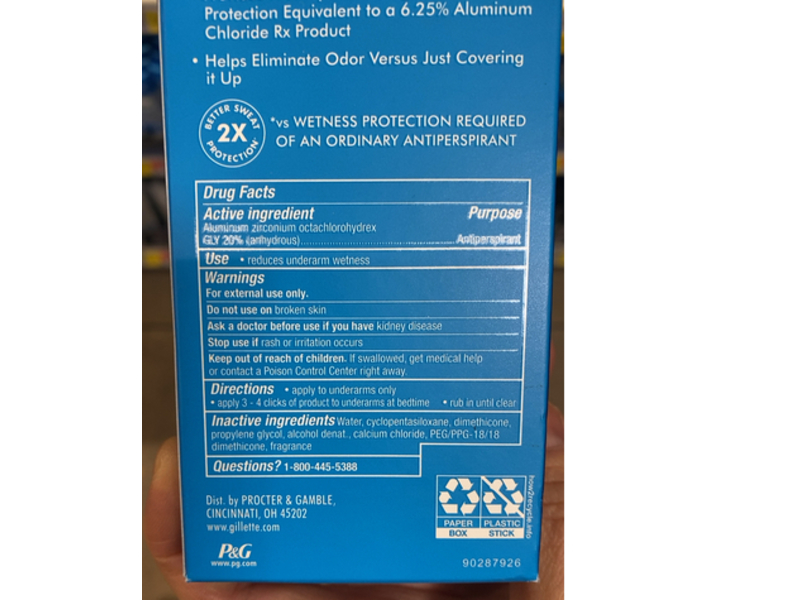 Protection Equivalent to a 6.25% Aluminum
Chloride Rx Product
• Helps Eliminate Odor Versus Just Covering
it Up
BETTER SWEAT
2X
PROTECTION*
*vs WETNESS PROTECTION REQUIRED
OF AN ORDINARY ANTIPERSPIRANT
Drug Facts
Active ingredient Purpose
Aluminum zirconium octachlorohydrex
GLY 20% (anhydrous)............Antiperspirant
Use • reduces underarm wetness
Warnings
For external use only.
Do not use on broken skin
Ask a doctor before use if you have kidney disease
Stop use if rash or irritation occurs
Keep out of reach of children. If swallowed, get medical help
or contact a Poison Control Center right away.
Directions • apply to underarms only
• apply 3 - 4 clicks of product to underarms at bedtime • rub in until clear
Inactive ingredients Water, cyclopentasiloxane, dimethicone,
propylene glycol, alcohol denat., calcium chloride, PEG/PPG-18/18
dimethicone, fragrance
Questions? 1-800-445-5388
Dist. by PROCTER & GAMBLE,
CINCINNATI, OH 45202
www.gillette.com
P&G
www.pg.com
PAPER PLASTIC
BOX STICK
how2recycle.info
90287926